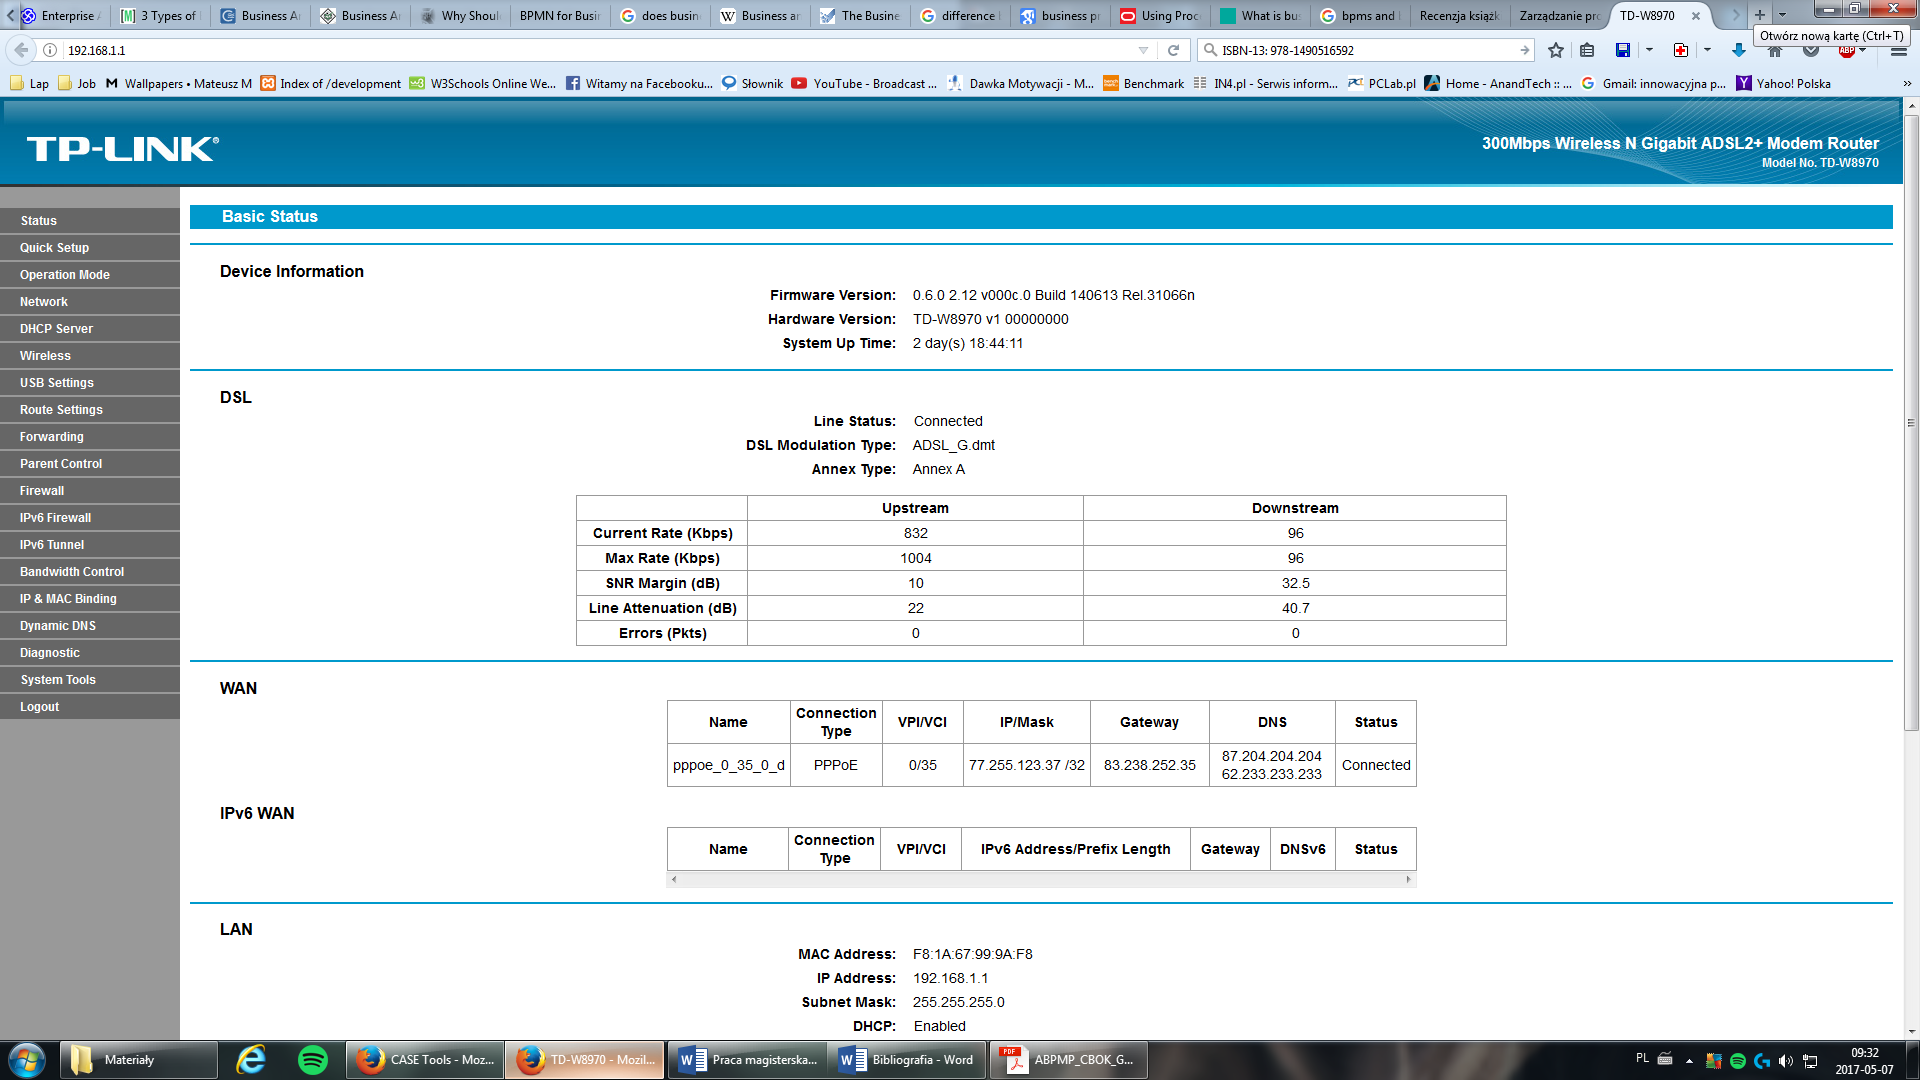 Enterprise A
3 Types of
Business Ar
Business Ar
Why Shoul
BPMN for Busin
does busin
Business ar
The Busine
difference
business pr
Using Proc
What is bus
bpms and
Recenzja książk
Zarządzanie pro
TD-W8970
Otwórz nową kartę (Ctrl+T)
192.168.1.1
ISBN-13: 978-1490516592
ABP
Lap
Job
Wallpapers • Mateusz M
Index of /development
W3Schools Online We...
Witamy na Facebooku...
Słownik
YouTube - Broadcast ...
Dawka Motywacji - M...
Benchmark
IN4.pl - Serwis inform...
PCLab.pl
Home - AnandTech :: ...
Gmail: innowacyjna p...
Yahoo! Polska
TP-LINK®
300Mbps Wireless N Gigabit ADSL2+ Modem Router
Model No. TD-W8970
Status
Quick Setup
Operation Mode
Network
DHCP Server
Wireless
USB Settings
Route Settings
Forwarding
Parent Control
Firewall
IPv6 Firewall
IPv6 Tunnel
Bandwidth Control
IP & MAC Binding
Dynamic DNS
Diagnostic
System Tools
Logout
Basic Status
Device Information
Firmware Version: 0.6.0 2.12 v000c.0 Build 140613 Rel.31066n
Hardware Version: TD-W8970 v1 00000000
System Up Time: 2 day(s) 18:44:11
DSL
Line Status: Connected
DSL Modulation Type: ADSL_G.dmt
Annex Type: Annex A
Upstream Downstream
Current Rate (Kbps) 832 96
Max Rate (Kbps) 1004 96
SNR Margin (dB) 10 32.5
Line Attenuation (dB) 22 40.7
Errors (Pkts) 0 0
WAN
Name Connection Type VPI/VCI IP/Mask Gateway DNS Status
pppoe_0_35_0_d PPPoE 0/35 77.255.123.37 /32 83.238.252.35 87.204.204.204 62.233.233.233 Connected
IPv6 WAN
Name Connection Type VPI/VCI IPv6 Address/Prefix Length Gateway DNSv6 Status
LAN
MAC Address: F8:1A:67:99:9A:F8
IP Address: 192.168.1.1
Subnet Mask: 255.255.255.0
DHCP: Enabled
Materiały
CASE Tools - Moz...
TD-W8970 - Mozil...
Praca magisterska...
Bibliografia - Word
PDF
ABPMP_CBOK_G...
PL
09:32
2017-05-07